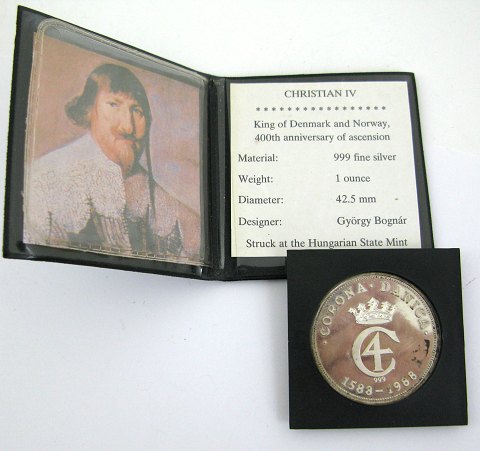 CHRISTIAN IV
* * * * * * * * * * * * * * * * *
King of Denmark and Norway,
400th anniversary of ascension
Material: 999 fine silver
Weight: 1 ounce
Diameter: 42.5 mm
Designer: György Bognár
Struck at the Hungarian State Mint
· CORONA · DANICA ·
C4
999
1588-1988